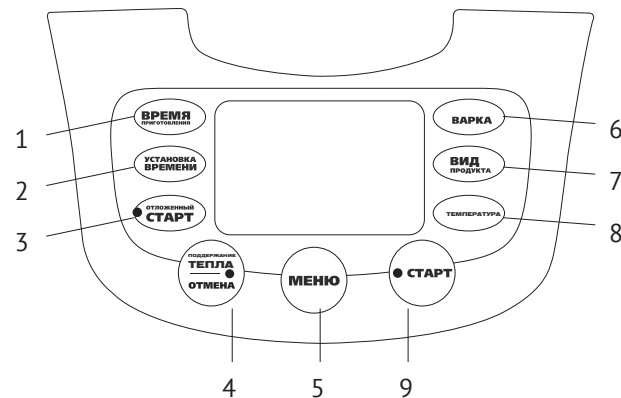 1
ВРЕМЯ
ПРИГОТОВЛЕНИЯ
2
УСТАНОВКА
ВРЕМЕНИ
3
ОТЛОЖЕННЫЙ
СТАРТ
ВАРКА
6
ВИД
ПРОДУКТА
7
ТЕМПЕРАТУРА
8
ПОДДЕРЖАНИЕ
ТЕПЛА
ОТМЕНА
МЕНЮ
СТАРТ
4
5
9